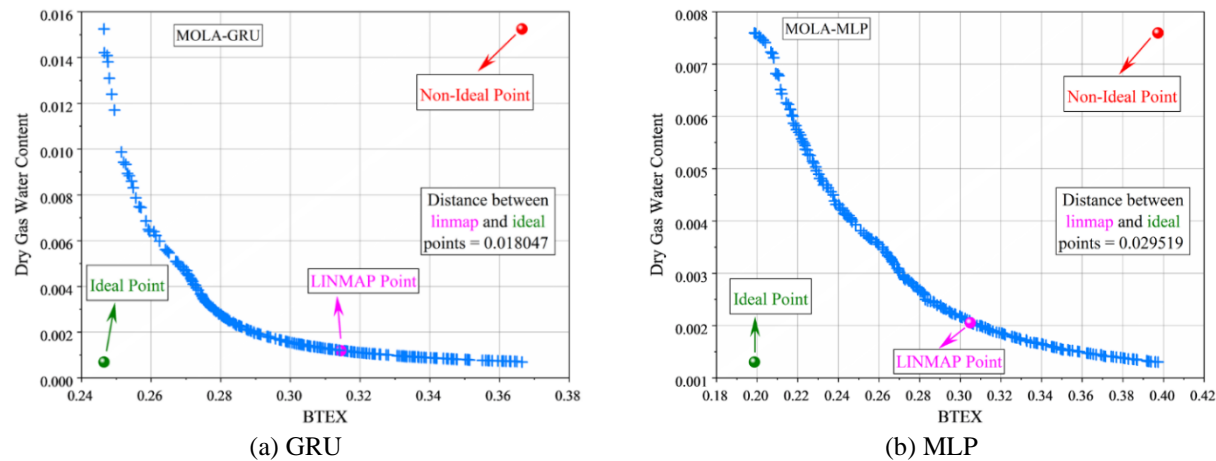 0.016
0.014
0.012
0.010
0.008
0.006
0.004
0.002
0.000
Dry Gas Water Content
MOLA-GRU
Non-Ideal Point
Distance between
linmap and ideal
points = 0.018047
Ideal Point
LINMAP Point
0.24 0.26 0.28 0.30 0.32 0.34 0.36 0.38
BTEX
(a) GRU
0.008
0.007
0.006
0.005
0.004
0.003
0.002
0.001
Dry Gas Water Content
MOLA-MLP
Non-Ideal Point
Distance between
linmap and ideal
points = 0.029519
Ideal Point
LINMAP Point
0.18 0.20 0.22 0.24 0.26 0.28 0.30 0.32 0.34 0.36 0.38 0.40 0.42
BTEX
(b) MLP